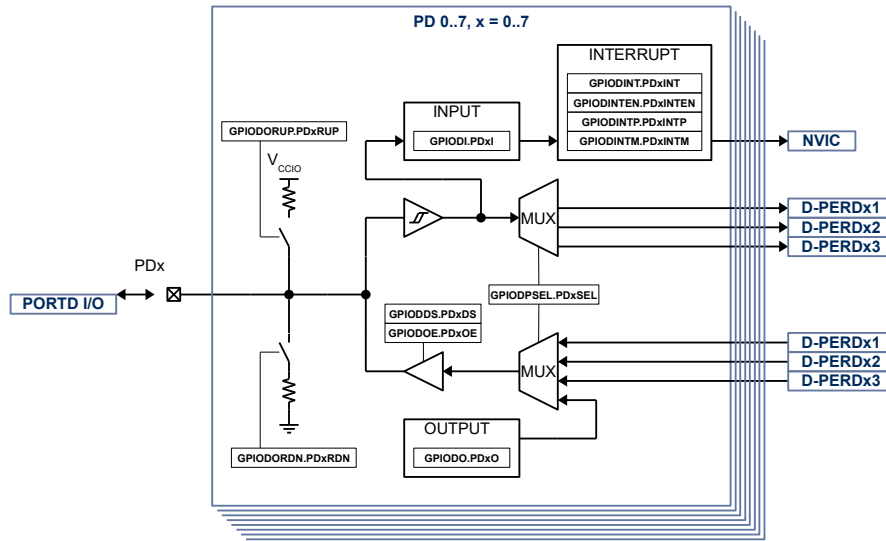 PD 0..7, x = 0..7
INTERRUPT
GPIODINT.PDxINT
GPIODINTEN.PDxINTEN
GPIODINTP.PDxINTP
GPIODINTM.PDxINTM
INPUT
GPIODI.PDxI
NVIC
GPIODORUP.PDxRUP
VCCIO
MUX
D-PERDx1
D-PERDx2
D-PERDx3
PDx
PORTD I/O
GPIODPSEL.PDxSEL
GPIODDS.PDxDS
GPIODOE.PDxOE
MUX
D-PERDx1
D-PERDx2
D-PERDx3
OUTPUT
GPIODO.PDxO
GPIODORDN.PDxRDN